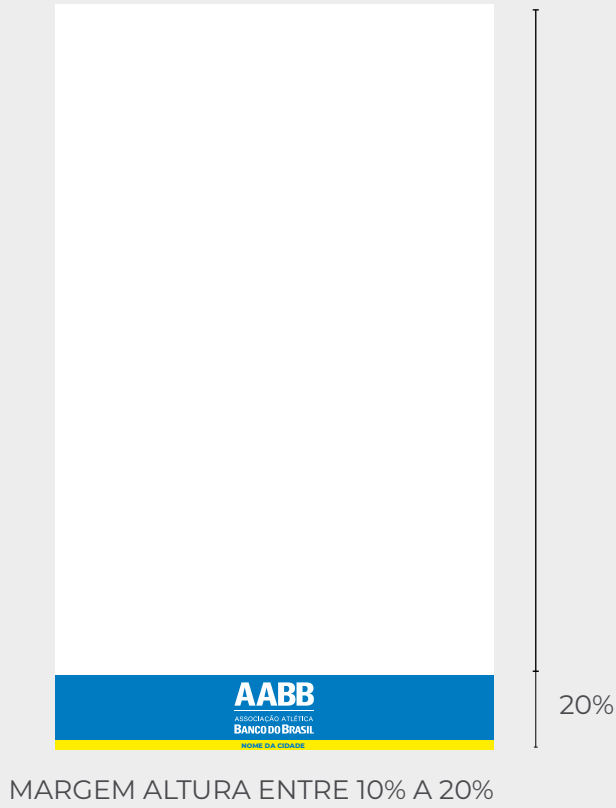 AABB
ASSOCIAÇÃO ATLÉTICA
BANCO DO BRASIL
NOME DA CIDADE
20%
MARGEM ALTURA ENTRE 10% A 20%